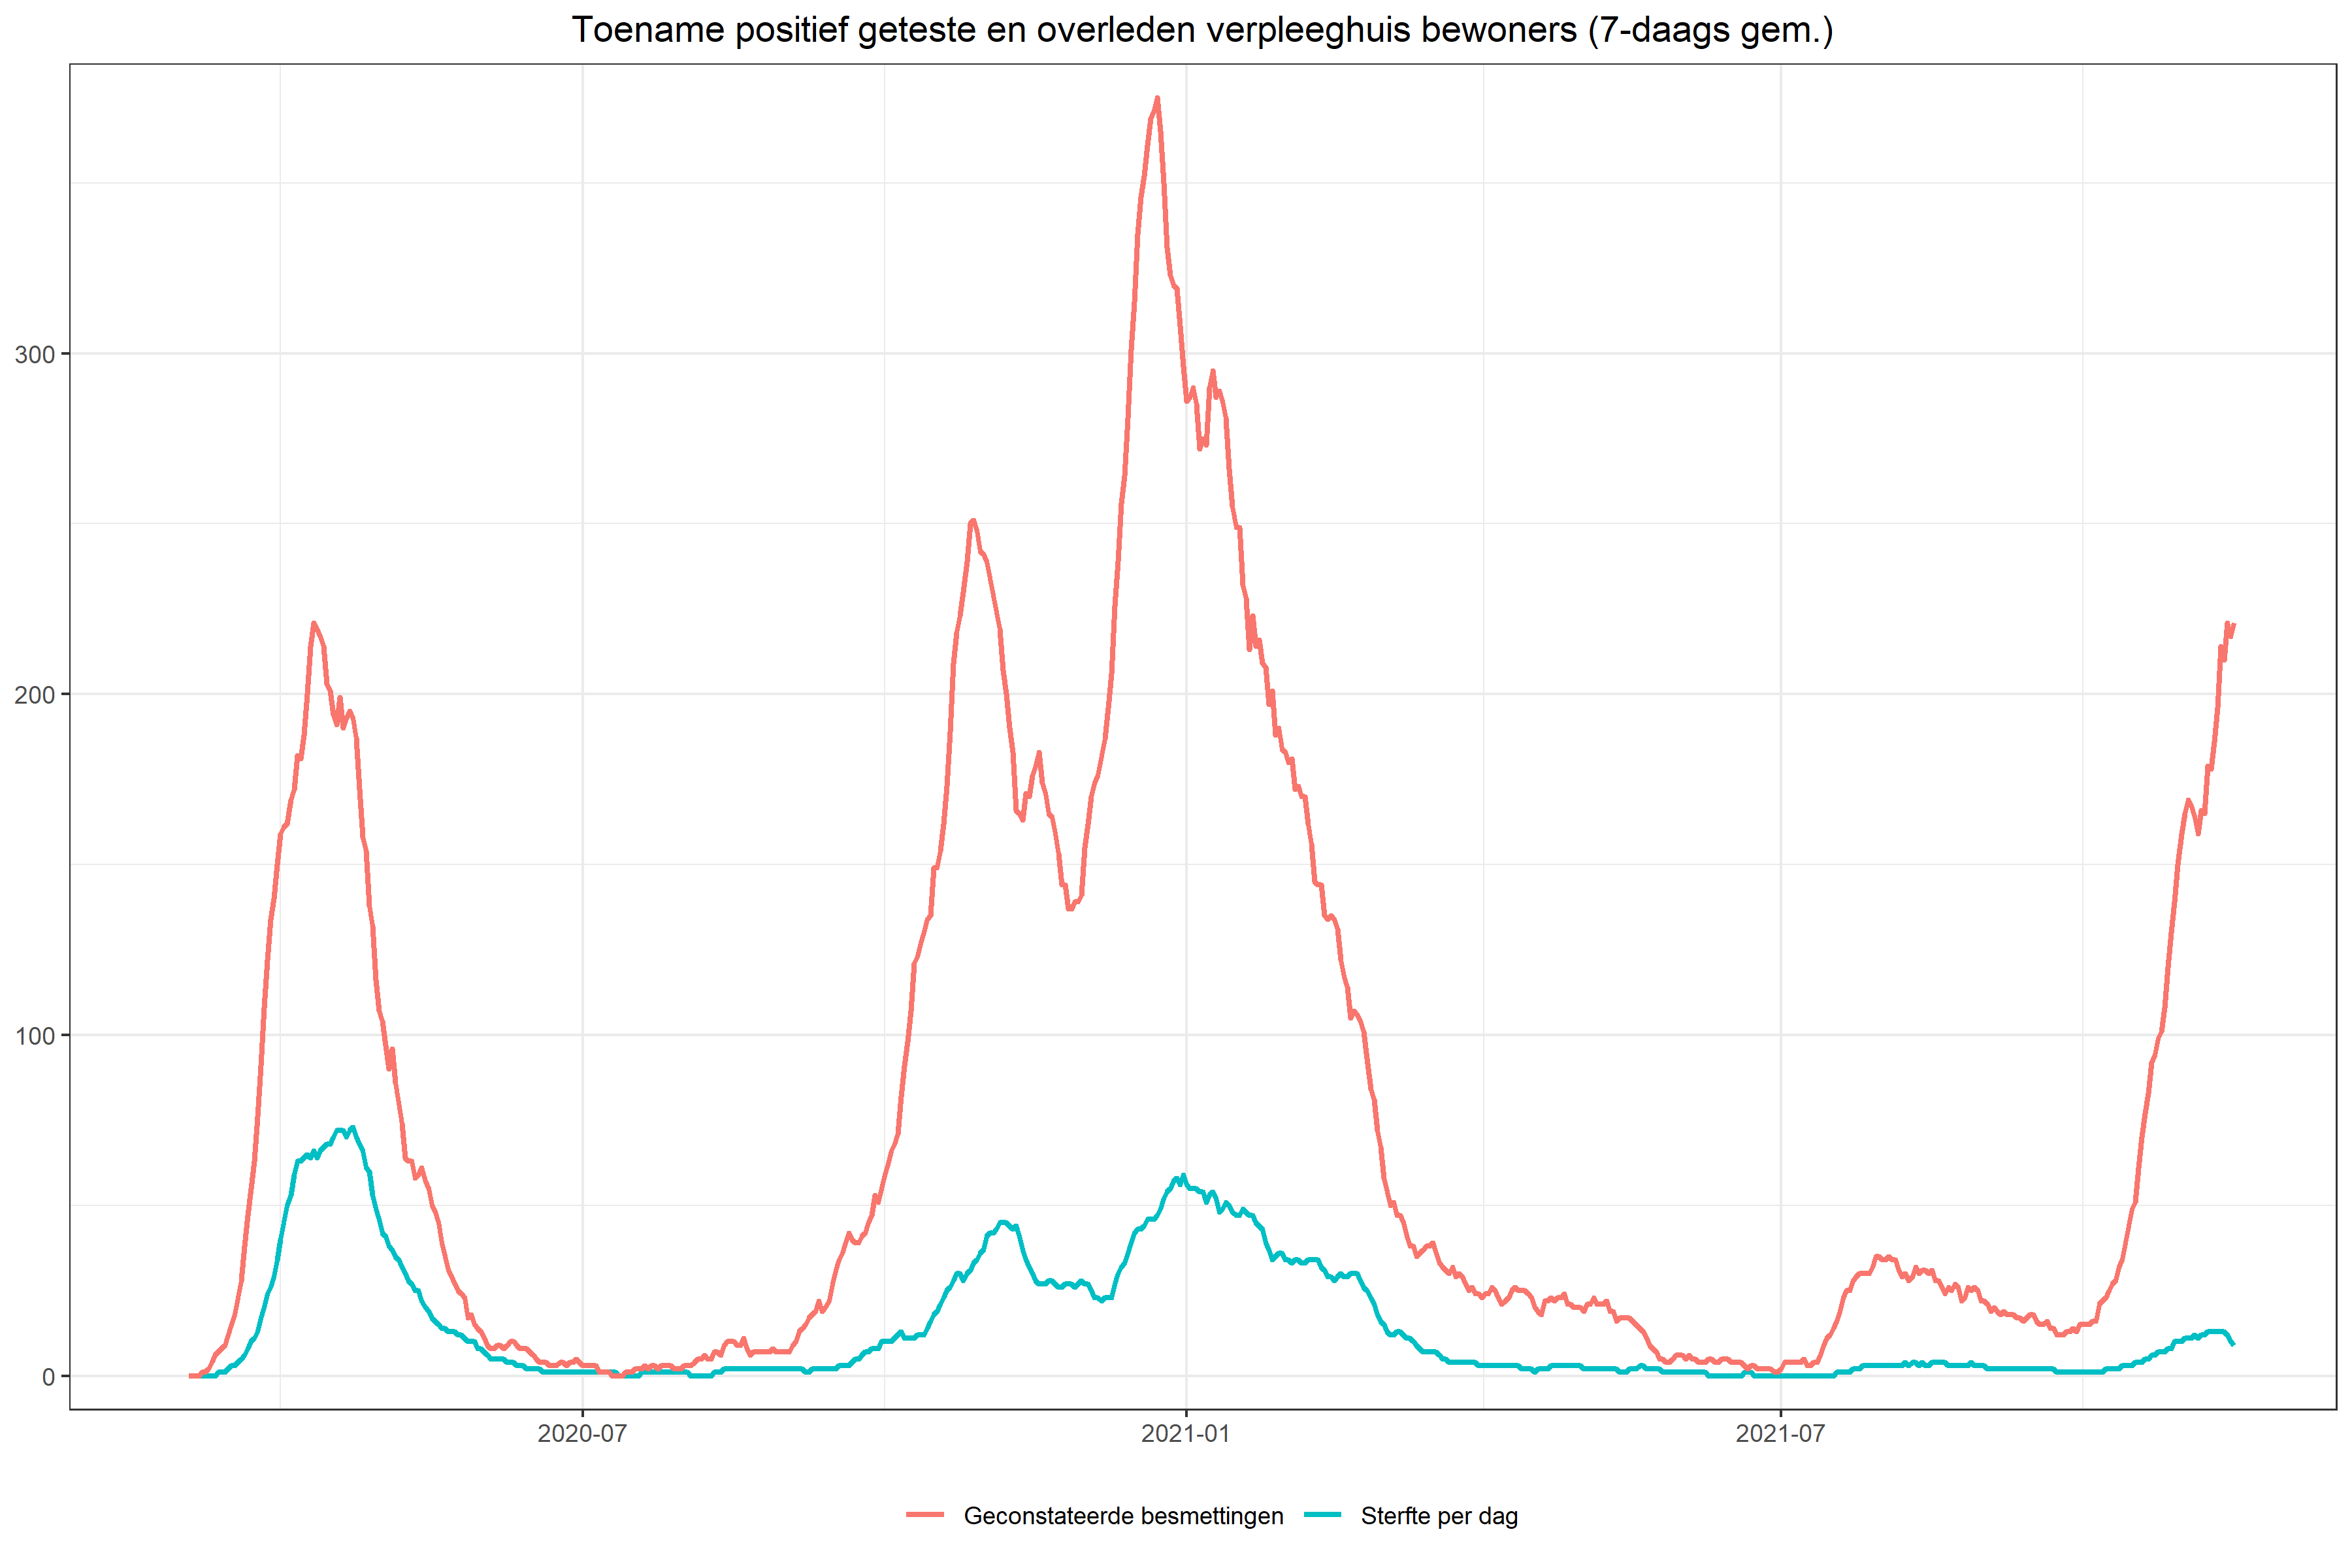 Toename positief geteste en overleden verpleeghuis bewoners (7-daags gem.)
300
200
100
0
2020-07
2021-01
2021-07
Geconstateerde besmettingen
Sterfte per dag